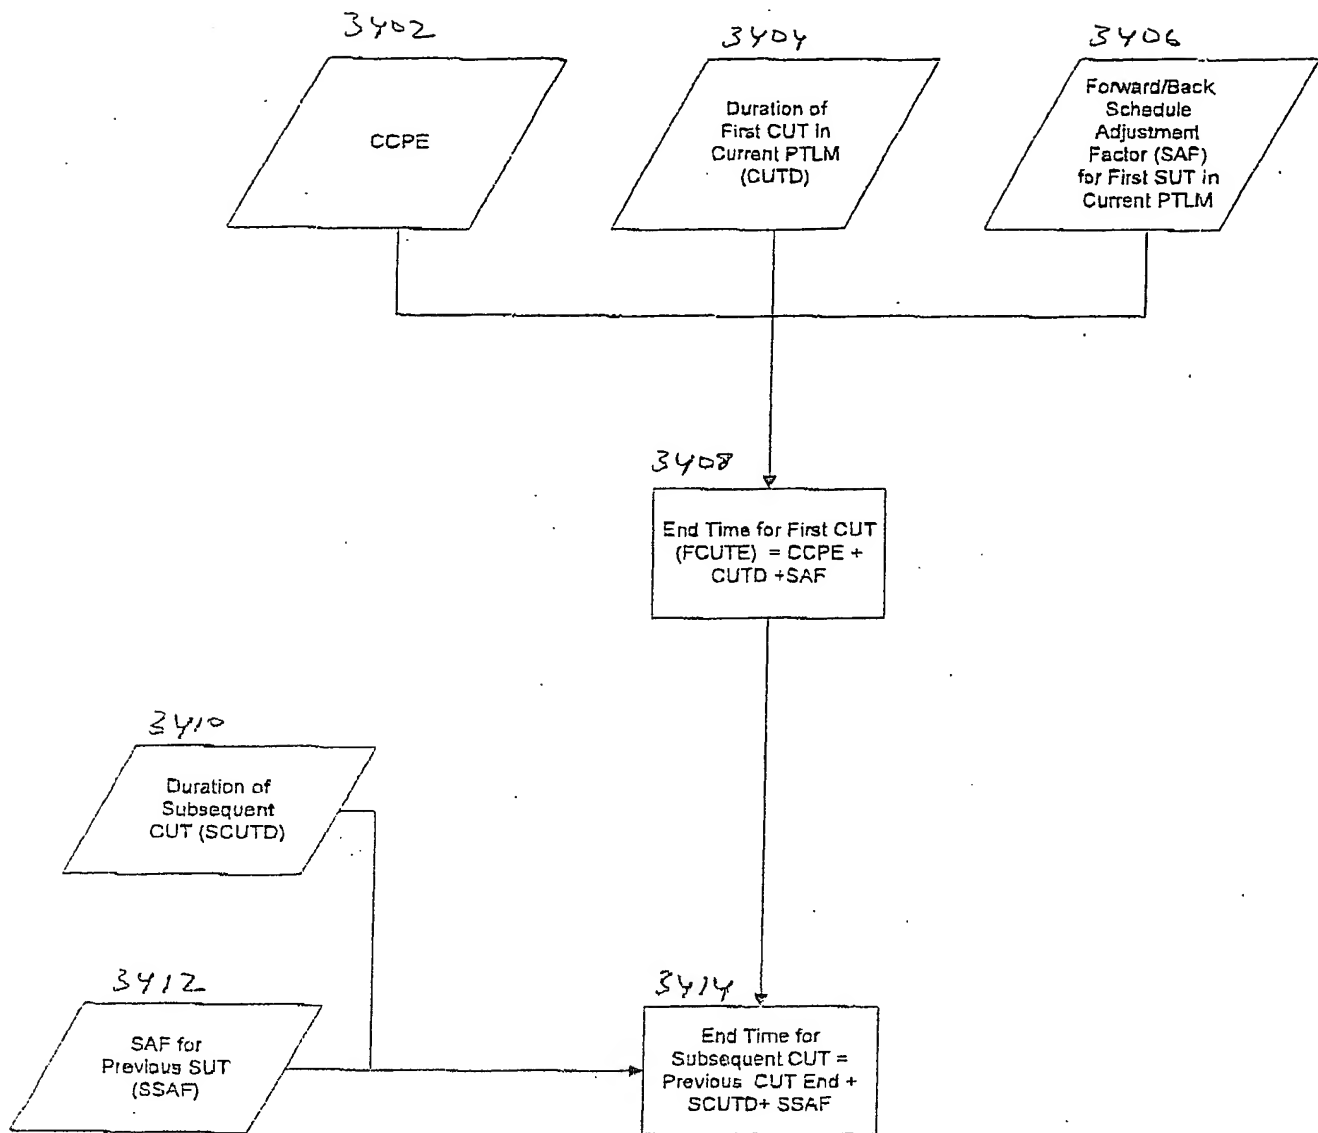 3402
3404
3406
CCPE
Duration of
First CUT in
Current PTLM
(CUTD)
Forward/Back
Schedule
Adjustment
Factor (SAF)
for First SUT in
Current PTLM
3408
End Time for First CUT
(FCUTE) = CCPE +
CUTD +SAF
3410
Duration of
Subsequent
CUT (SCUTD)
3412
SAF for
Previous SUT
(SSAF)
3414
End Time for
Subsequent CUT =
Previous CUT End +
SCUTD+ SSAF